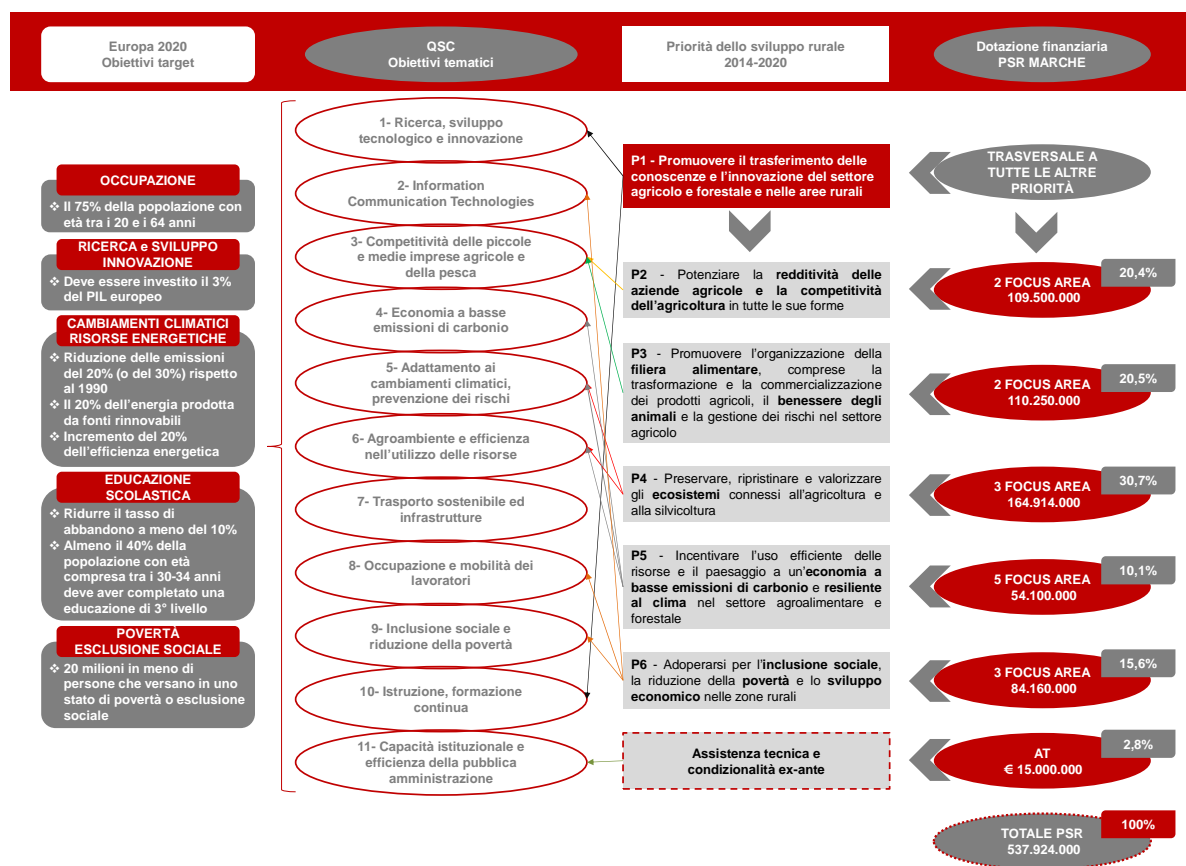 Europa 2020
Obiettivi target
QSC
Obiettivi tematici
Priorità dello sviluppo rurale
2014-2020
Dotazione finanziaria
PSR MARCHE
OCCUPAZIONE
❖ Il 75% della popolazione con
età tra i 20 e i 64 anni
RICERCA e SVILUPPO
INNOVAZIONE
❖ Deve essere investito il 3%
del PIL europeo
CAMBIAMENTI CLIMATICI
RISORSE ENERGETICHE
❖ Riduzione delle emissioni
del 20% (o del 30%) rispetto
al 1990
❖ Il 20% dell'energia prodotta
da fonti rinnovabili
❖ Incremento del 20%
dell'efficienza energetica
EDUCAZIONE
SCOLASTICA
❖ Ridurre il tasso di
abbandono a meno del 10%
❖ Almeno il 40% della
popolazione con età
compresa tra i 30-34 anni
deve aver completato una
educazione di 3° livello
POVERTÀ
ESCLUSIONE SOCIALE
❖ 20 milioni in meno di
persone che versano in uno
stato di povertà o esclusione
sociale
1- Ricerca, sviluppo
tecnologico e innovazione
2- Information
Communication Technologies
3- Competitività delle piccole
e medie imprese agricole e
della pesca
4- Economia a basse
emissioni di carbonio
5- Adattamento ai
cambiamenti climatici,
prevenzione dei rischi
6- Agroambiente e efficienza
nell'utilizzo delle risorse
7- Trasporto sostenibile ed
infrastrutture
8- Occupazione e mobilità dei
lavoratori
9- Inclusione sociale e
riduzione della povertà
10- Istruzione, formazione
continua
11- Capacità istituzionale e
efficienza della pubblica
amministrazione
P1 - Promuovere il trasferimento delle
conoscenze e l'innovazione del settore
agricolo e forestale e nelle aree rurali
P2 - Potenziare la redditività delle
aziende agricole e la competitività
dell'agricoltura in tutte le sue forme
P3 - Promuovere l'organizzazione della
filiera alimentare, comprese la
trasformazione e la commercializzazione
dei prodotti agricoli, il benessere degli
animali e la gestione dei rischi nel settore
agricolo
P4 - Preservare, ripristinare e valorizzare
gli ecosistemi connessi all'agricoltura e
alla silvicoltura
P5 - Incentivare l'uso efficiente delle
risorse e il paesaggio a un'economia a
basse emissioni di carbonio e resiliente
al clima nel settore agroalimentare e
forestale
P6 - Adoperarsi per l'inclusione sociale,
la riduzione della povertà e lo sviluppo
economico nelle zone rurali
Assistenza tecnica e
condizionalità ex-ante
TRASVERSALE A
TUTTE LE ALTRE
PRIORITÀ
20,4%
2 FOCUS AREA
109.500.000
20,5%
2 FOCUS AREA
110.250.000
30,7%
3 FOCUS AREA
164.914.000
10,1%
5 FOCUS AREA
54.100.000
15,6%
3 FOCUS AREA
84.160.000
2,8%
AT
€ 15.000.000
100%
TOTALE PSR
537.924.000